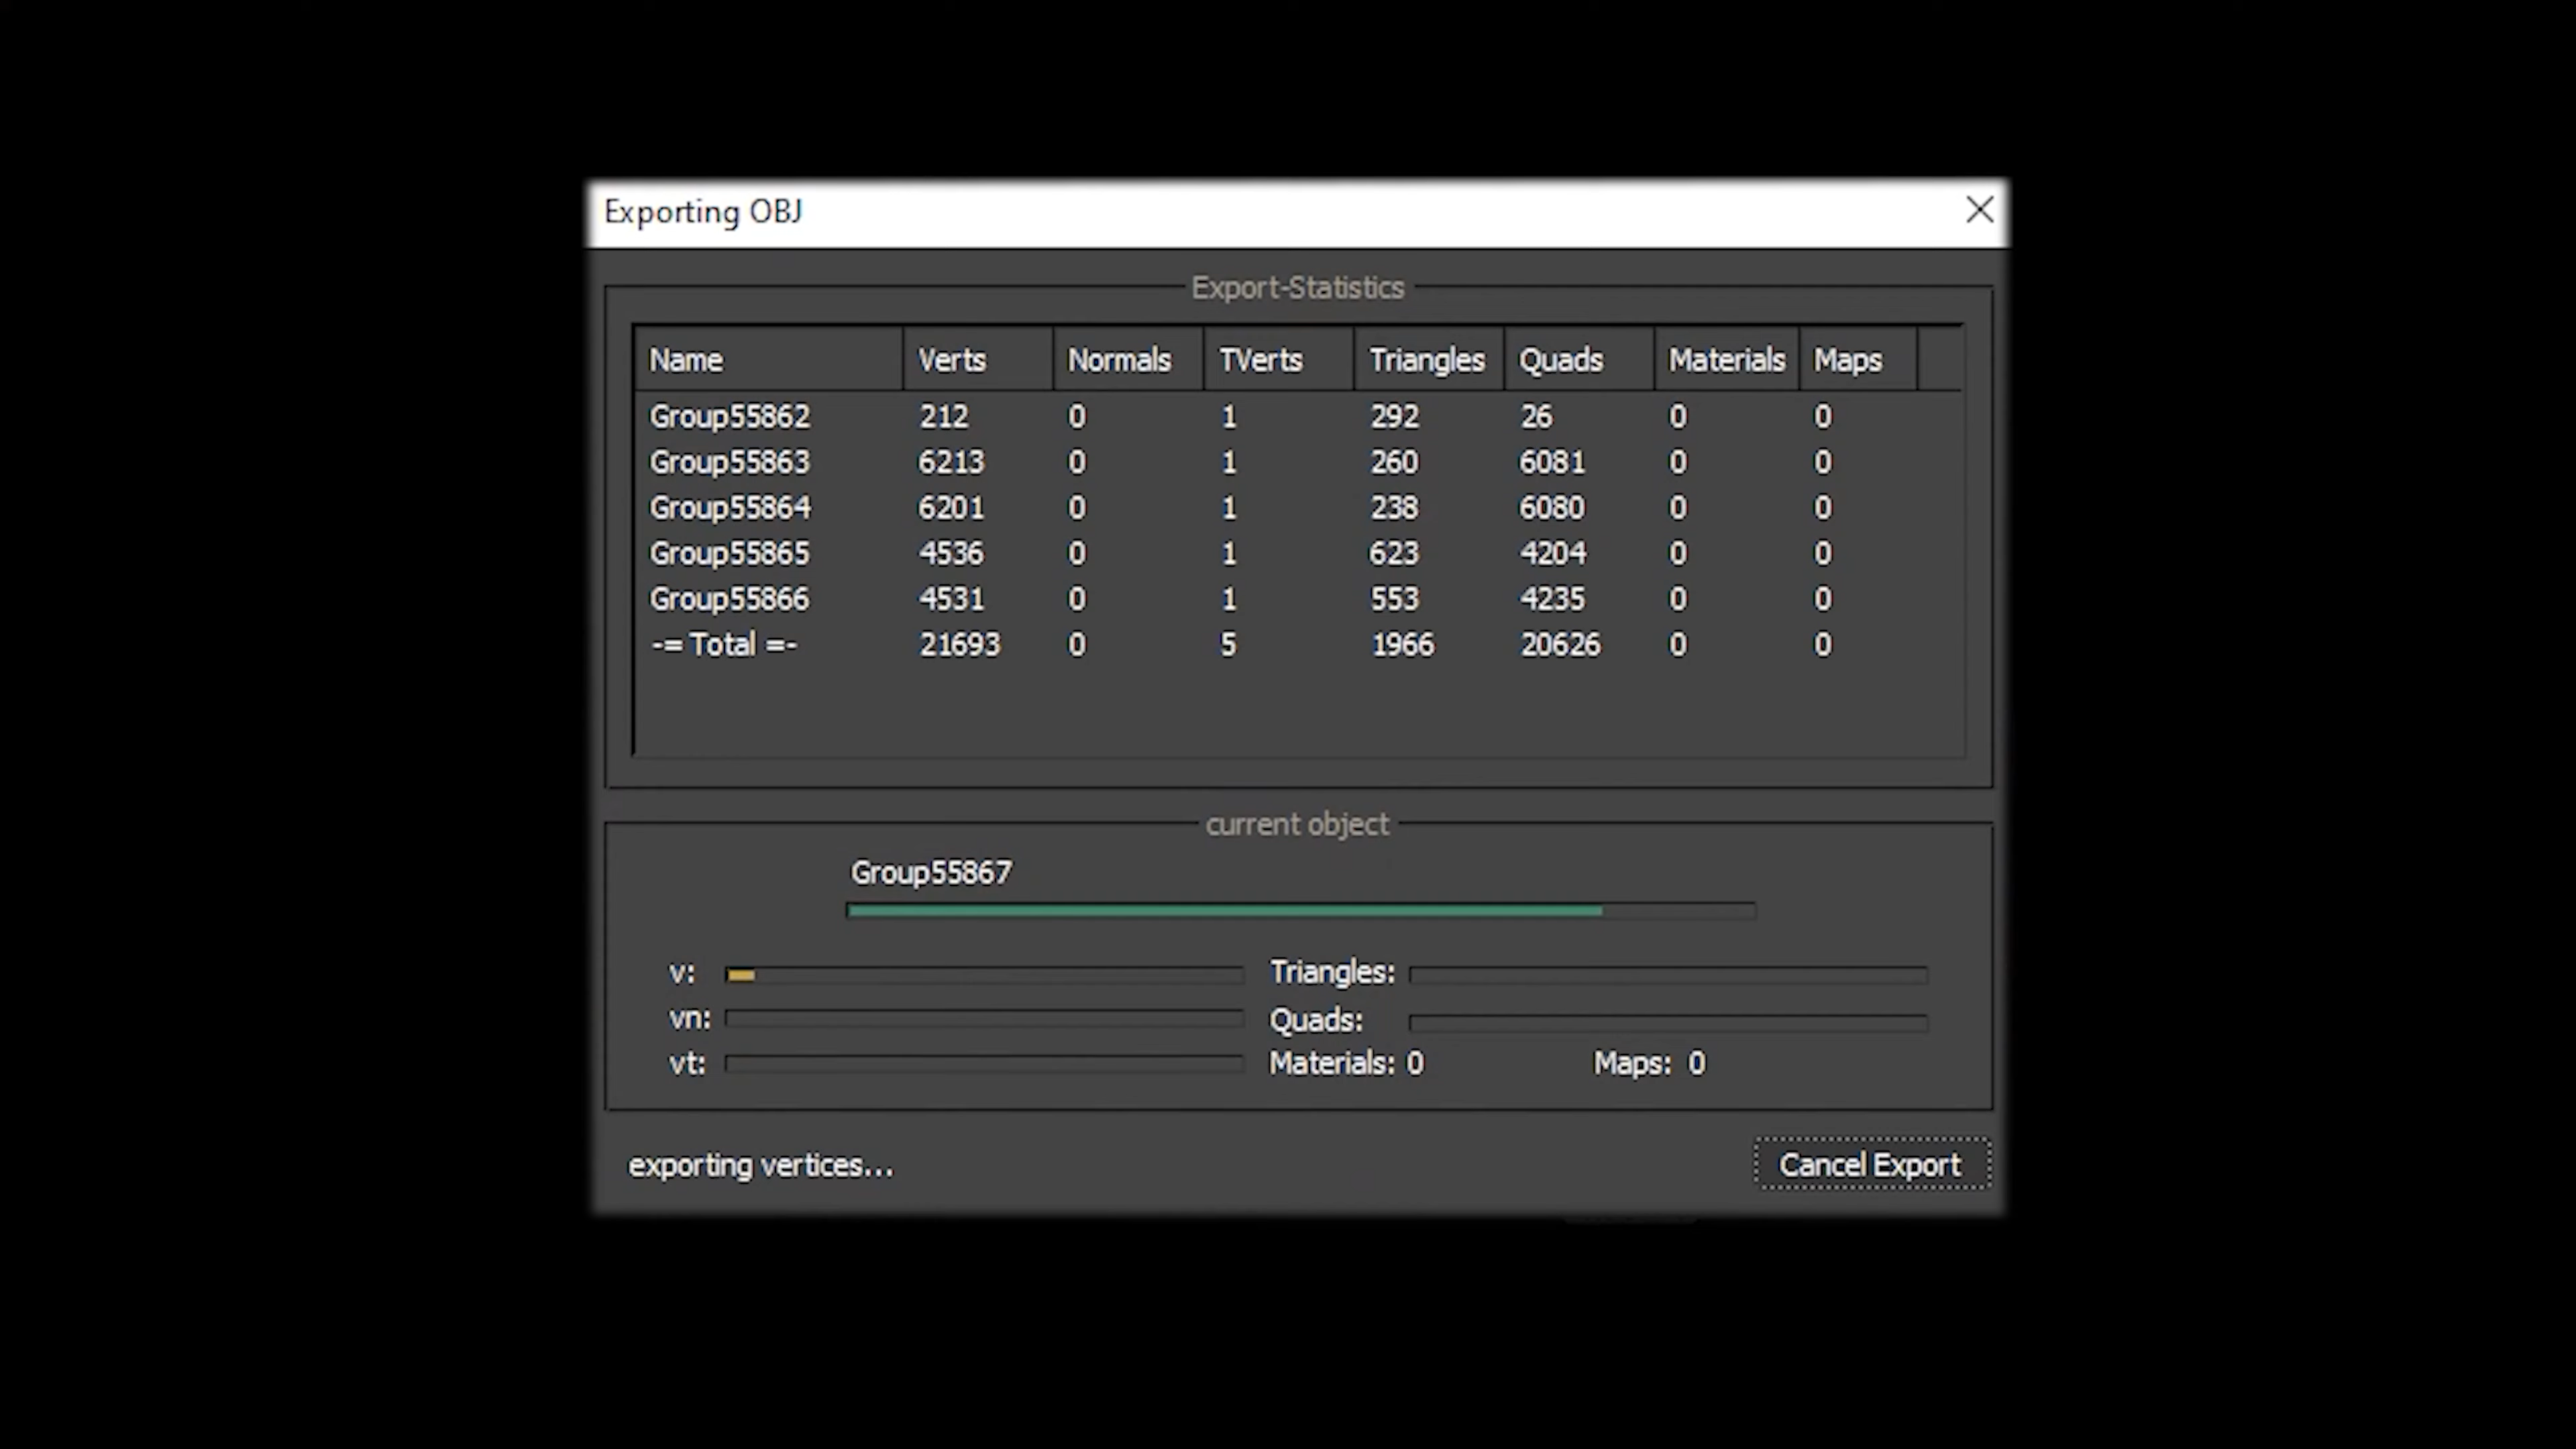 Exporting OBJ
Export-Statistics
Name Verts Normals TVerts Triangles Quads Materials Maps
Group55862 212 0 1 292 26 0 0
Group55863 6213 0 1 260 6081 0 0
Group55864 6201 0 1 238 6080 0 0
Group55865 4536 0 1 623 4204 0 0
Group55866 4531 0 1 553 4235 0 0
-= Total =- 21693 0 5 1966 20626 0 0
current object
Group55867
v: Triangles:
vn: Quads:
vt: Materials: 0 Maps: 0
exporting vertices... Cancel Export